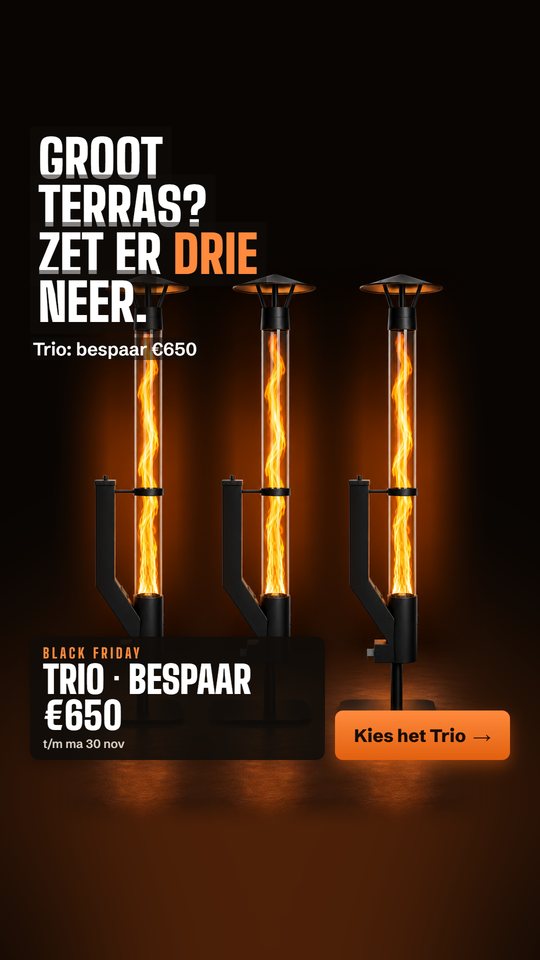 GROOT
TERRAS?
ZET ER DRIE
NEER.
Trio: bespaar €650
BLACK FRIDAY
TRIO · BESPAAR
€650
t/m ma 30 nov
Kies het Trio →